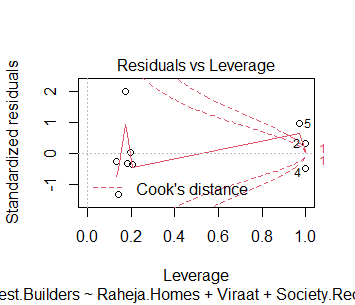 Residuals vs Leverage
Standardized residuals
2
1
0
-1
5
2
4
1
1
Cook's distance
0.0 0.2 0.4 0.6 0.8 1.0
Leverage
est.Builders ~ Raheja.Homes + Viraat + Society.Rec